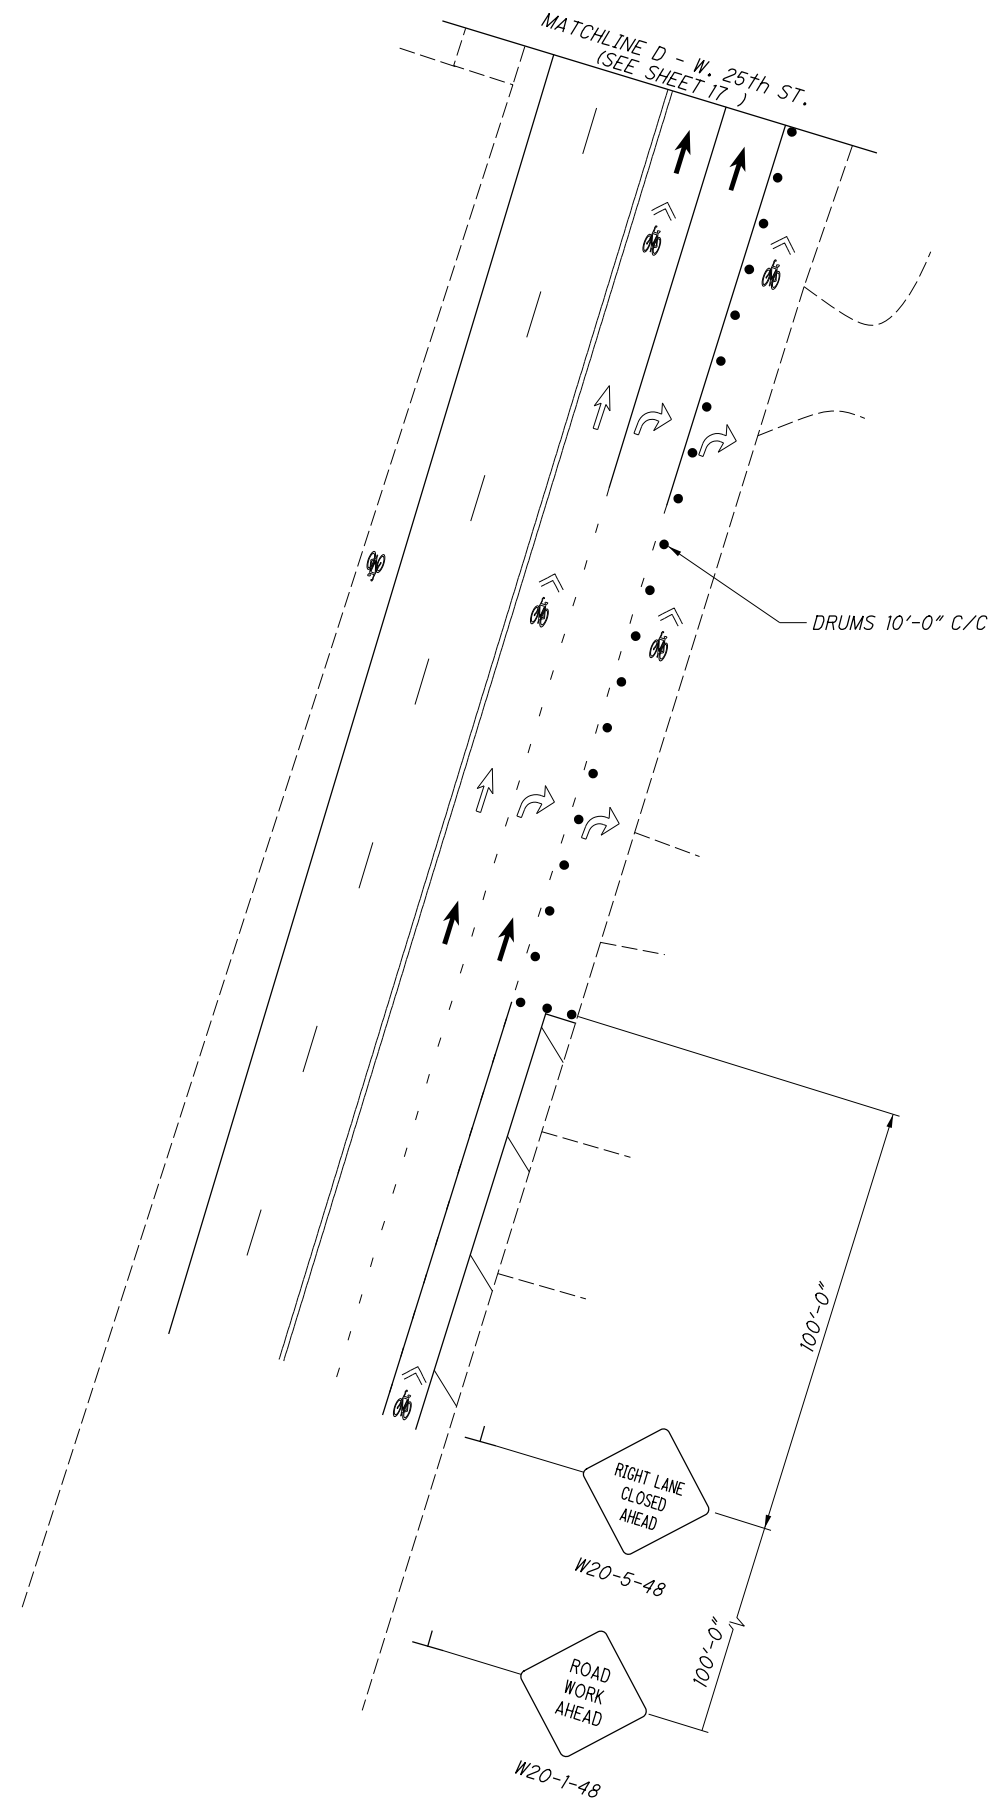 MATCHLINE D - W. 25th ST.
(SEE SHEET 17 )
DRUMS 10'-0" C/C
100'-0"
RIGHT LANE
CLOSED
AHEAD
W20-5-48
100'-0"
ROAD
WORK
AHEAD
W20-1-48